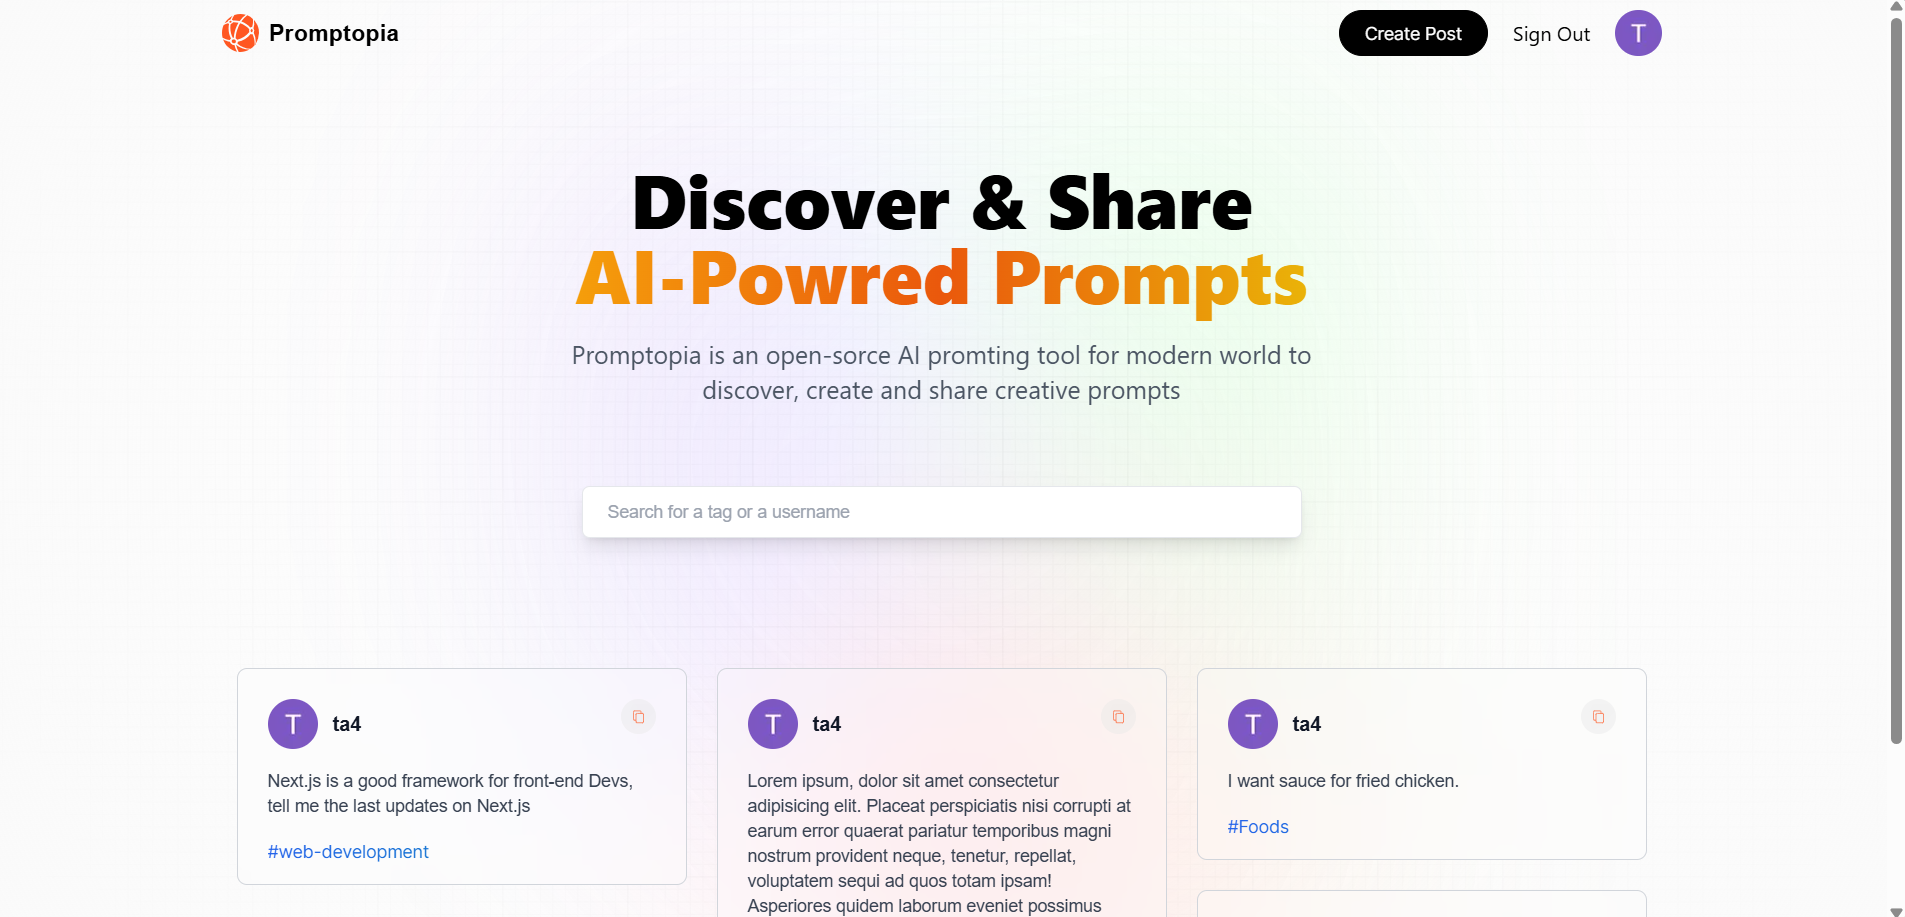 Promptopia
Create Post
Sign Out
T
Discover & Share
AI-Powred Prompts
Promptopia is an open-sorce AI promting tool for modern world to
discover, create and share creative prompts
Search for a tag or a username
T
ta4
Next.js is a good framework for front-end Devs,
tell me the last updates on Next.js
#web-development
T
ta4
Lorem ipsum, dolor sit amet consectetur
adipisicing elit. Placeat perspiciatis nisi corrupti at
earum error quaerat pariatur temporibus magni
nostrum provident neque, tenetur, repellat,
voluptatem sequi ad quos totam ipsam!
Asperiores quidem laborum eveniet possimus
T
ta4
I want sauce for fried chicken.
#Foods